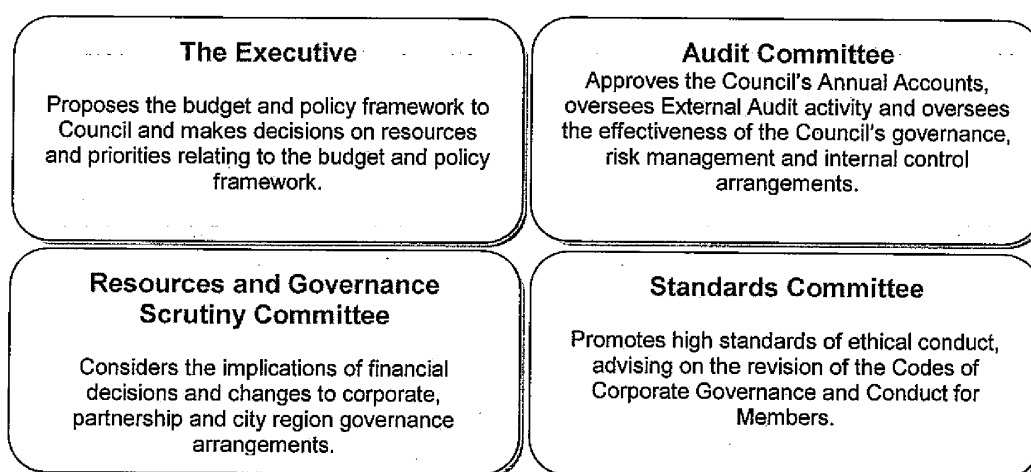 The Executive
Proposes the budget and policy framework to
Council and makes decisions on resources
and priorities relating to the budget and policy
framework.
Audit Committee
Approves the Council's Annual Accounts,
oversees External Audit activity and oversees
the effectiveness of the Council's governance,
risk management and internal control
arrangements.
Resources and Governance
Scrutiny Committee
Considers the implications of financial
decisions and changes to corporate,
partnership and city region governance
arrangements.
Standards Committee
Promotes high standards of ethical conduct,
advising on the revision of the Codes of
Corporate Governance and Conduct for
Members.